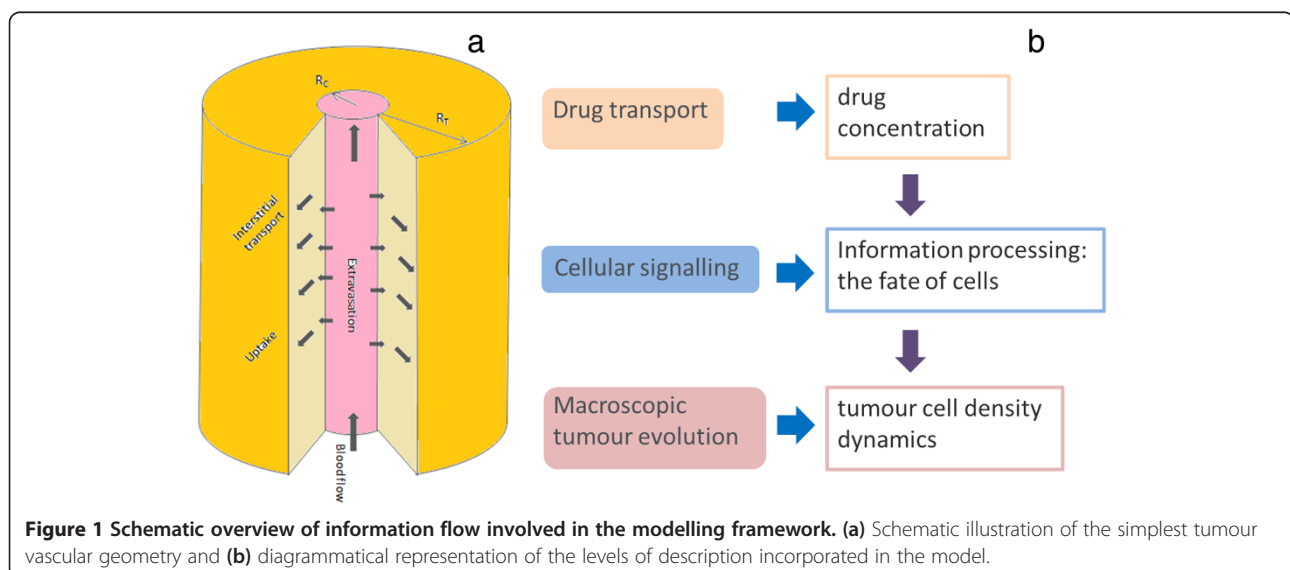 a
b
R_C
R_T
Interstitial
transport
Uptake
Extravasation
Bloodflow
Drug transport
drug
concentration
Cellular signalling
Information processing:
the fate of cells
Macroscopic
tumour evolution
tumour cell density
dynamics
Figure 1 Schematic overview of information flow involved in the modelling framework. (a) Schematic illustration of the simplest tumour
vascular geometry and (b) diagrammatical representation of the levels of description incorporated in the model.